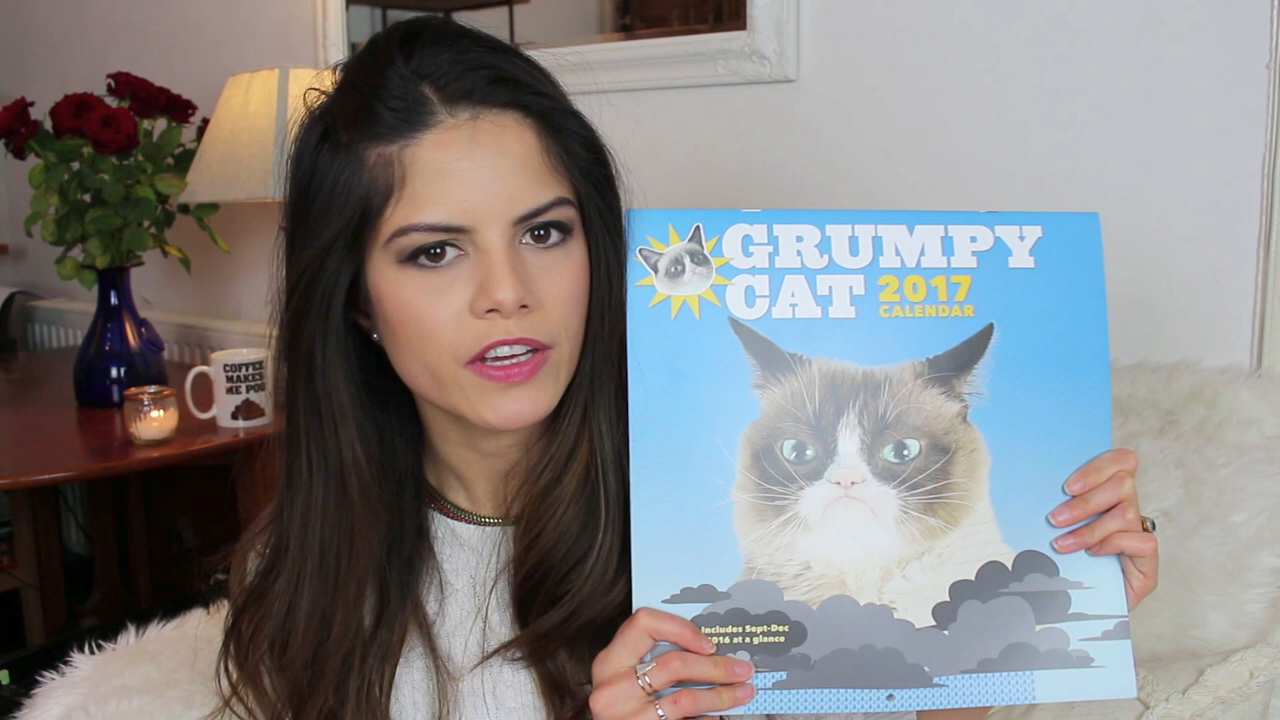 GRUMPY
CAT 2017
CALENDAR
COFFEE
MAKES
ME POO
Includes Sept-Dec
2016 at a glance